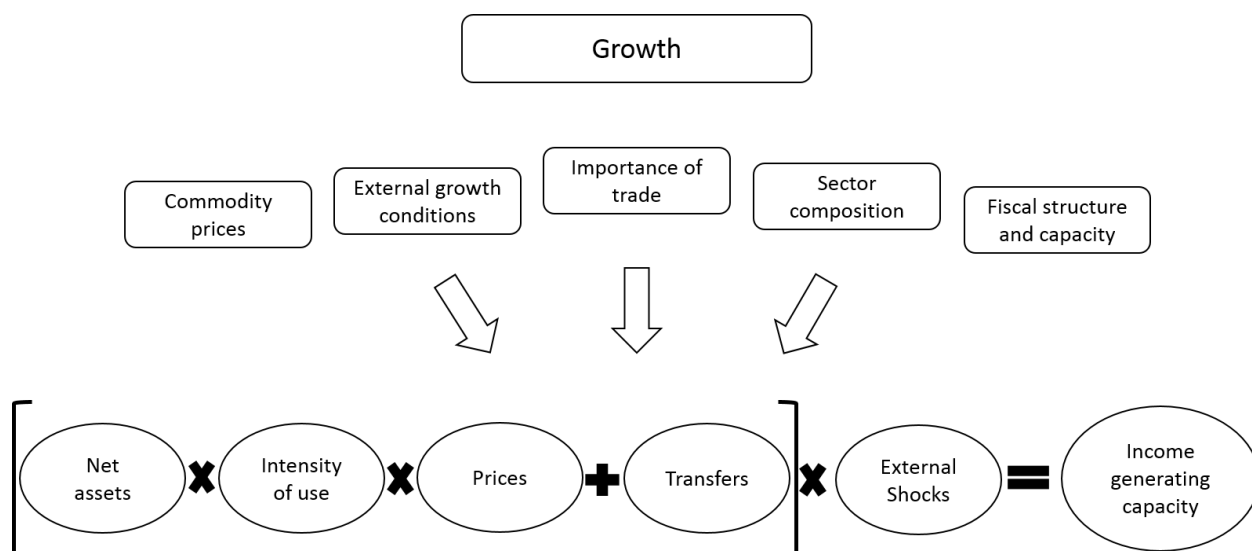 Growth
Commodity
prices
External growth
conditions
Importance of
trade
Sector
composition
Fiscal structure
and capacity
Net
assets
Intensity
of use
Prices
Transfers
External
Shocks
Income
generating
capacity